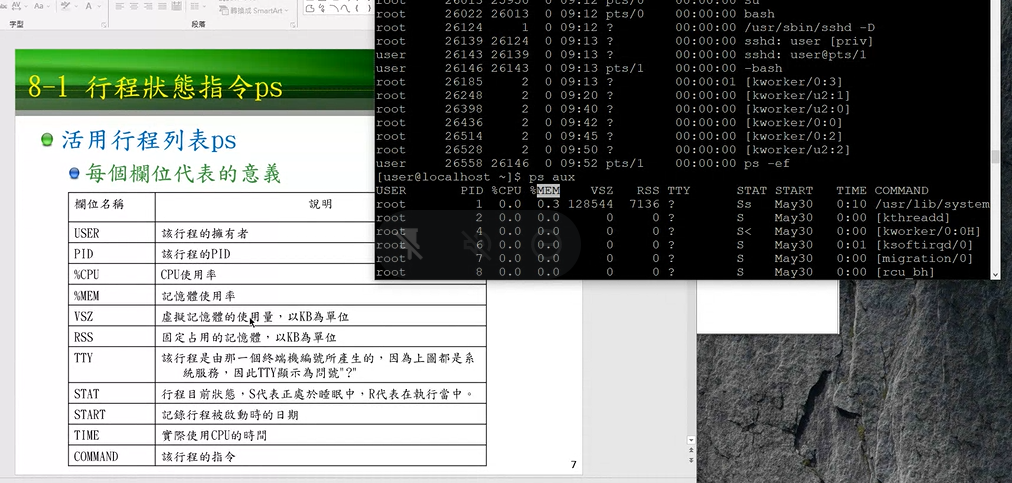 字型
段落
轉換成 SmartArt
8-1 行程狀態指令ps
活用行程列表ps
每個欄位代表的意義
欄位名稱 說明
USER 該行程的擁有者
PID 該行程的PID
%CPU CPU使用率
%MEM 記憶體使用率
VSZ 虛擬記憶體的使用量，以KB為單位
RSS 固定占用的記憶體，以KB為單位
TTY 該行程是由那一個終端機編號所產生的，因為上圖都是系
統服務，因此TTY顯示為問號"?"
STAT 行程目前狀態，S代表正處於睡眠中，R代表在執行當中。
START 記錄行程被啟動時的日期
TIME 實際使用CPU的時間
COMMAND 該行程的指令
7
root 26022 26013 0 09:12 pts/0 00:00:00 bash
root 26124 1 0 09:12 ? 00:00:00 /usr/sbin/sshd -D
root 26139 26124 0 09:13 ? 00:00:00 sshd: user [priv]
user 26143 26139 0 09:13 ? 00:00:00 sshd: user@pts/1
user 26146 26143 0 09:13 pts/1 00:00:00 -bash
root 26185 2 0 09:13 ? 00:00:01 [kworker/0:3]
root 26248 2 0 09:20 ? 00:00:00 [kworker/u2:1]
root 26398 2 0 09:40 ? 00:00:00 [kworker/u2:0]
root 26436 2 0 09:42 ? 00:00:00 [kworker/0:0]
root 26514 2 0 09:45 ? 00:00:00 [kworker/0:2]
root 26528 2 0 09:50 ? 00:00:00 [kworker/u2:2]
user 26558 26146 0 09:52 pts/1 00:00:00 ps -ef
[user@localhost ~]$ ps aux
USER PID %CPU %MEM VSZ RSS TTY STAT START TIME COMMAND
root 1 0.0 0.3 128544 7136 ? Ss May30 0:10 /usr/lib/system
root 2 0.0 0.0 0 0 ? S May30 0:00 [kthreadd]
root 4 0.0 0.0 0 0 ? S< May30 0:00 [kworker/0:0H]
root 6 0.0 0.0 0 0 ? S May30 0:01 [ksoftirqd/0]
root 7 0.0 0.0 0 0 ? S May30 0:00 [migration/0]
root 8 0.0 0.0 0 0 ? S May30 0:00 [rcu_bh]